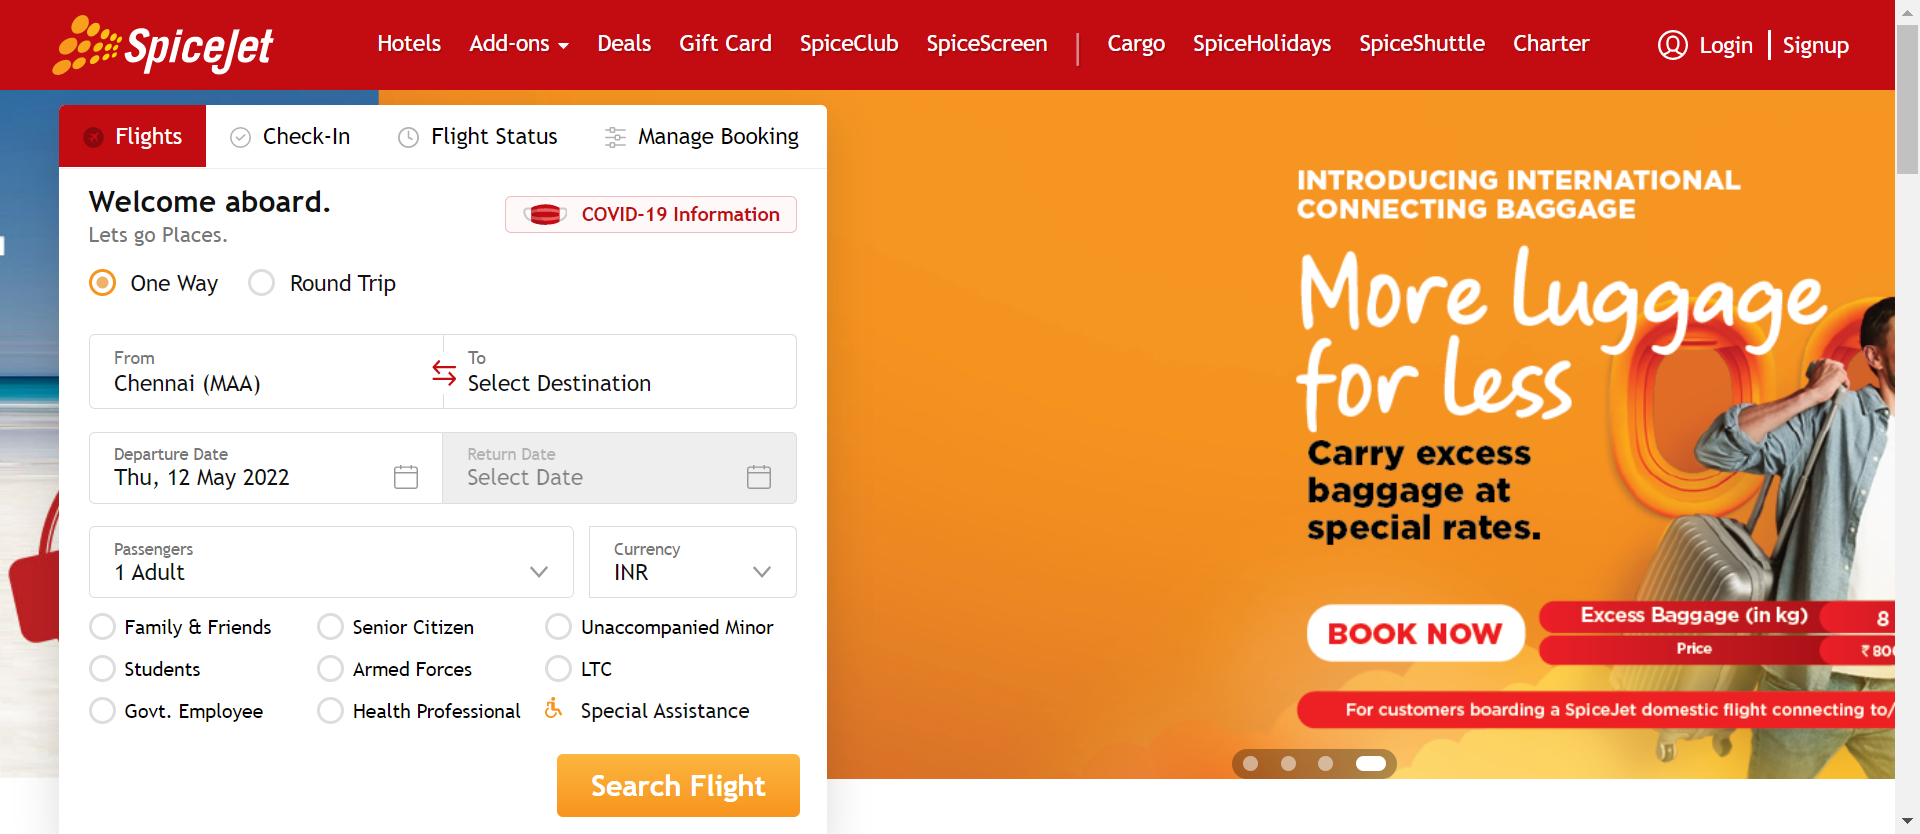 SpiceJet
Hotels Add-ons Deals Gift Card SpiceClub SpiceScreen | Cargo SpiceHolidays SpiceShuttle Charter Login Signup
Flights Check-In Flight Status Manage Booking
Welcome aboard.
Lets go Places.
COVID-19 Information
One Way Round Trip
From
Chennai (MAA)
To
Select Destination
Departure Date
Thu, 12 May 2022
Return Date
Select Date
Passengers
1 Adult
Currency
INR
Family & Friends Senior Citizen Unaccompanied Minor
Students Armed Forces LTC
Govt. Employee Health Professional Special Assistance
Search Flight
INTRODUCING INTERNATIONAL
CONNECTING BAGGAGE
More luggage
for less
Carry excess
baggage at
special rates.
BOOK NOW
Excess Baggage (in kg) 8
Price ₹ 800
For customers boarding a SpiceJet domestic flight connecting to/